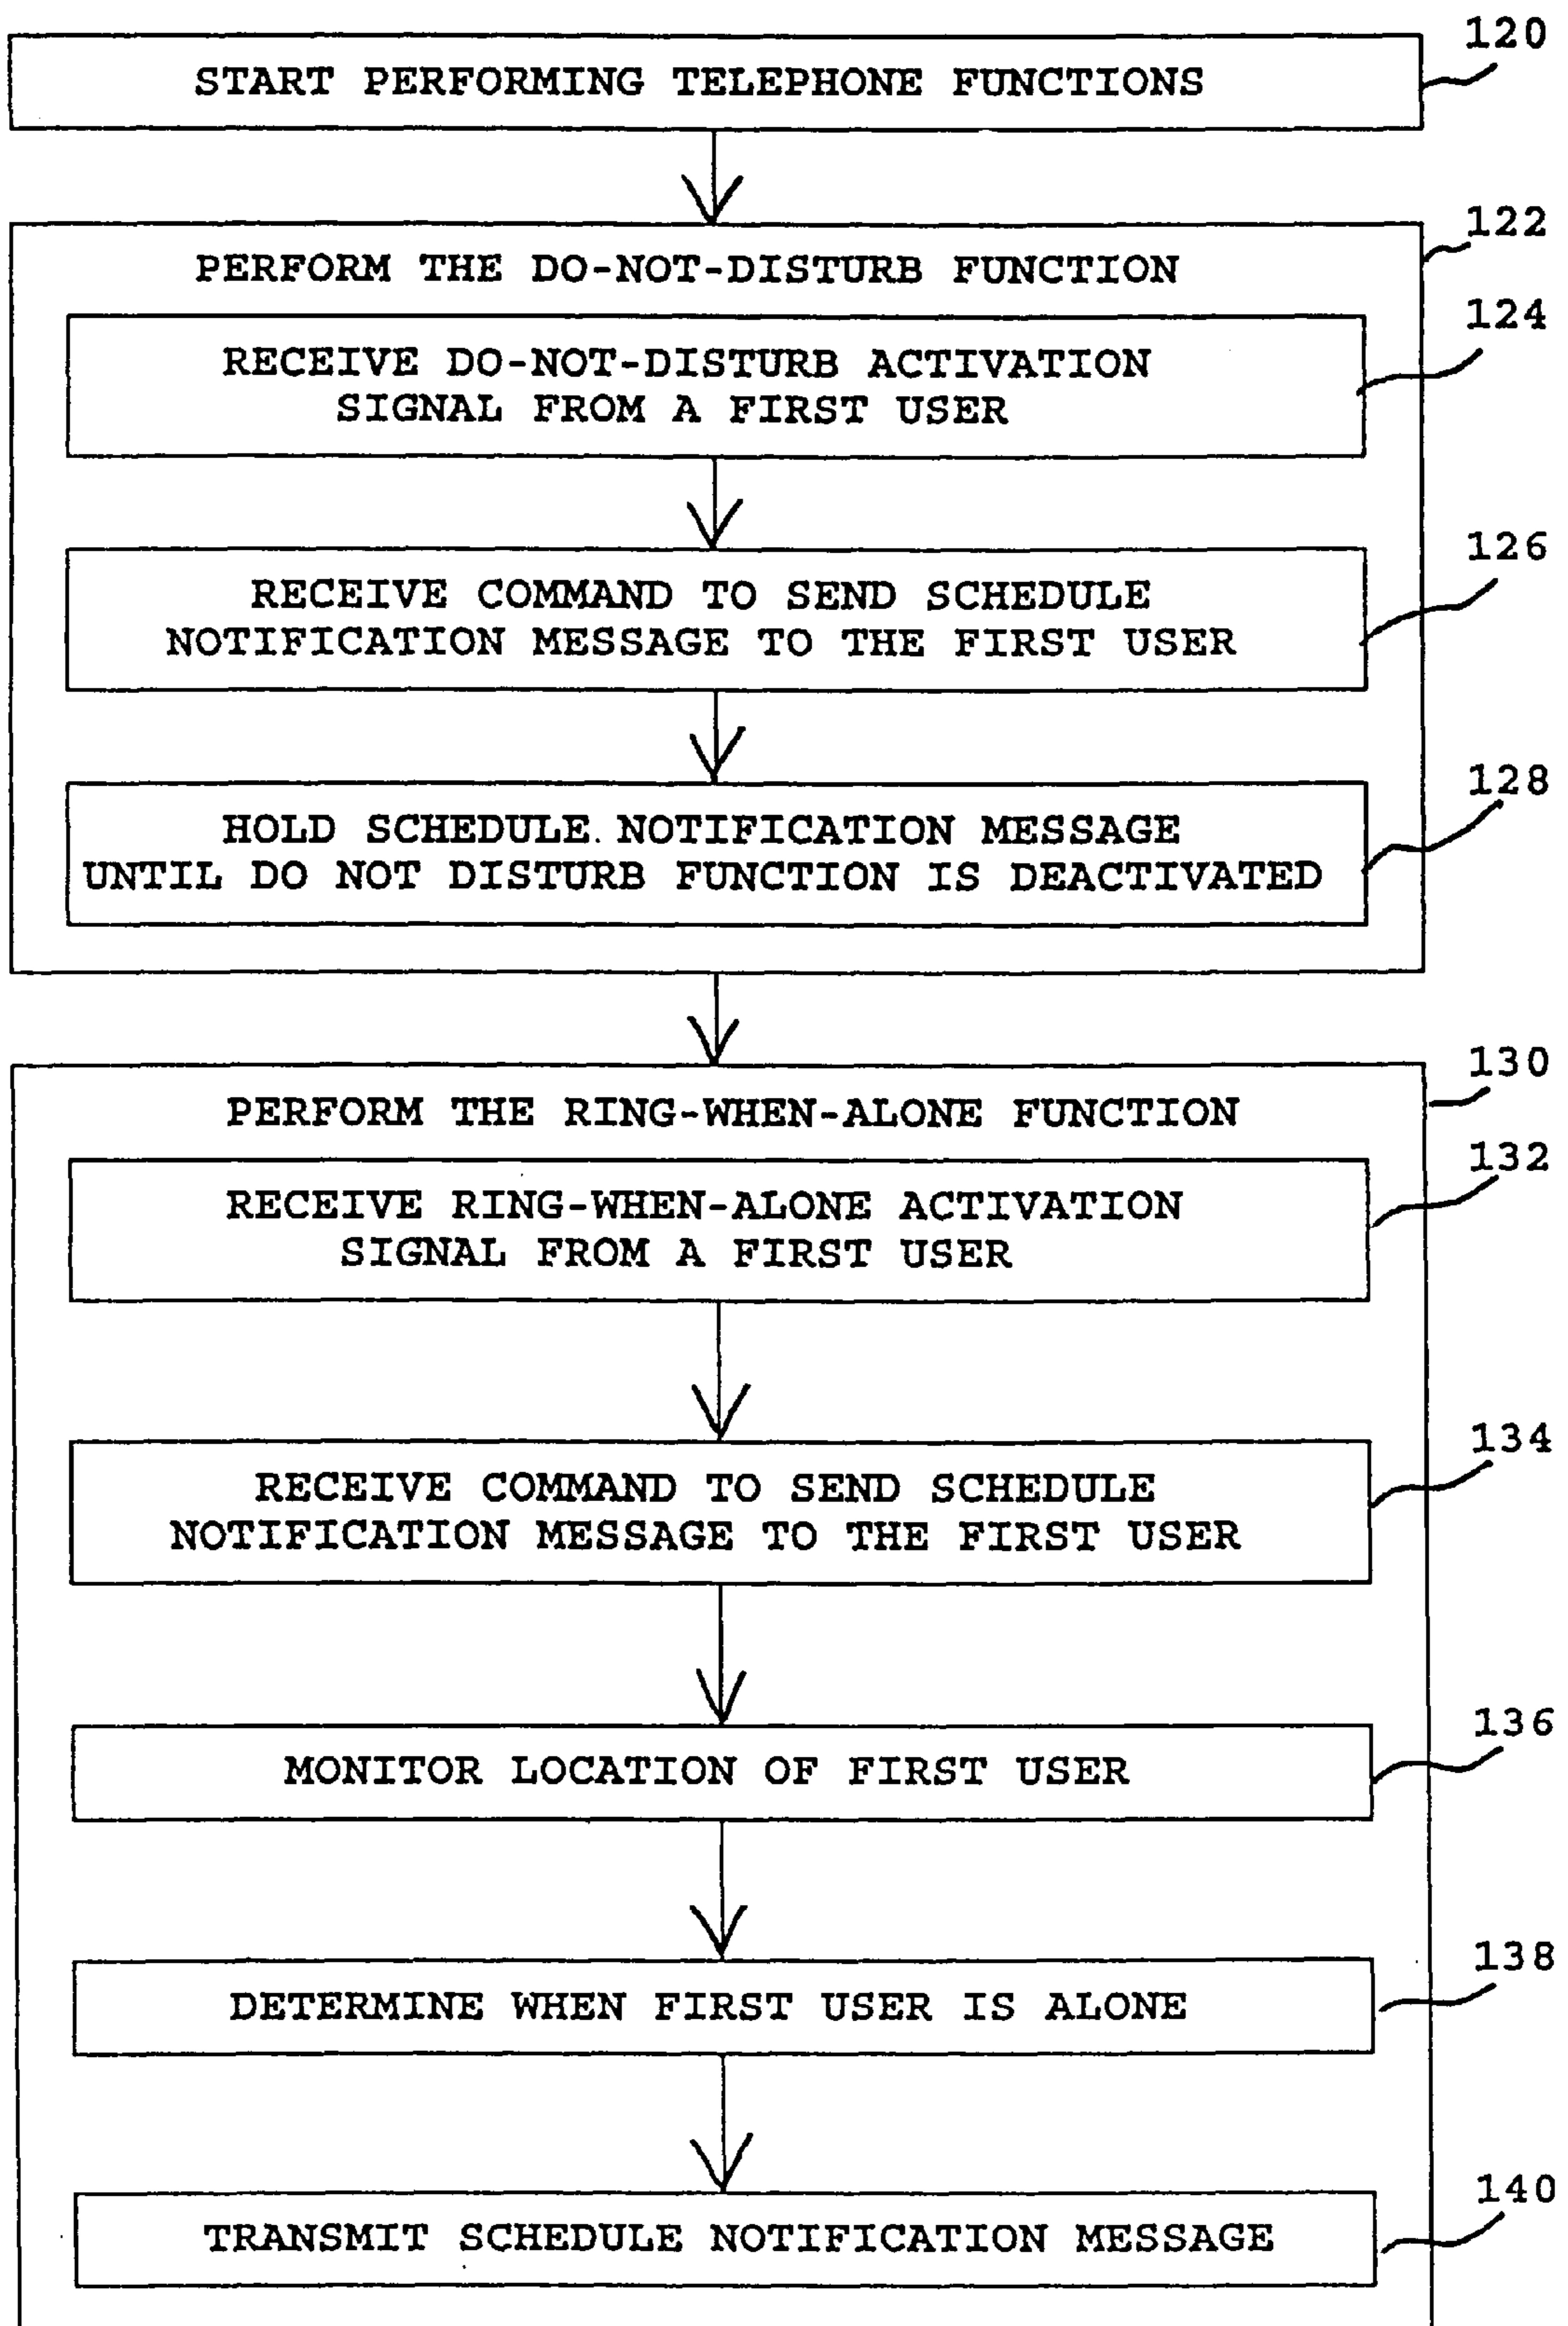 120
START PERFORMING TELEPHONE FUNCTIONS
122
PERFORM THE DO-NOT-DISTURB FUNCTION
124
RECEIVE DO-NOT-DISTURB ACTIVATION
SIGNAL FROM A FIRST USER
126
RECEIVE COMMAND TO SEND SCHEDULE
NOTIFICATION MESSAGE TO THE FIRST USER
128
HOLD SCHEDULE NOTIFICATION MESSAGE
UNTIL DO NOT DISTURB FUNCTION IS DEACTIVATED
130
PERFORM THE RING-WHEN-ALONE FUNCTION
132
RECEIVE RING-WHEN-ALONE ACTIVATION
SIGNAL FROM A FIRST USER
134
RECEIVE COMMAND TO SEND SCHEDULE
NOTIFICATION MESSAGE TO THE FIRST USER
136
MONITOR LOCATION OF FIRST USER
138
DETERMINE WHEN FIRST USER IS ALONE
140
TRANSMIT SCHEDULE NOTIFICATION MESSAGE